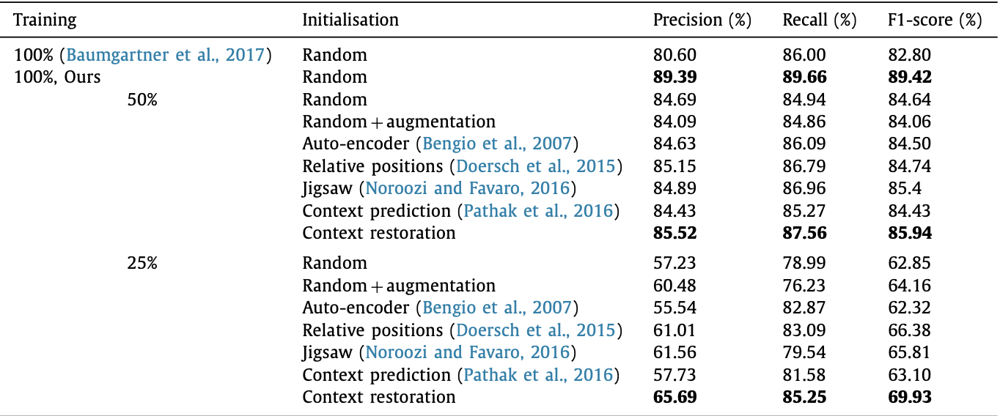 Training Initialisation Precision (%) Recall (%) F1-score (%)
100% (Baumgartner et al., 2017) Random 80.60 86.00 82.80
100%, Ours Random 89.39 89.66 89.42
50% Random 84.69 84.94 84.64
Random + augmentation 84.09 84.86 84.06
Auto-encoder (Bengio et al., 2007) 84.63 86.09 84.50
Relative positions (Doersch et al., 2015) 85.15 86.79 84.74
Jigsaw (Noroozi and Favaro, 2016) 84.89 86.96 85.4
Context prediction (Pathak et al., 2016) 84.43 85.27 84.43
Context restoration 85.52 87.56 85.94
25% Random 57.23 78.99 62.85
Random + augmentation 60.48 76.23 64.16
Auto-encoder (Bengio et al., 2007) 55.54 82.87 62.32
Relative positions (Doersch et al., 2015) 61.01 83.09 66.38
Jigsaw (Noroozi and Favaro, 2016) 61.56 79.54 65.81
Context prediction (Pathak et al., 2016) 57.73 81.58 63.10
Context restoration 65.69 85.25 69.93